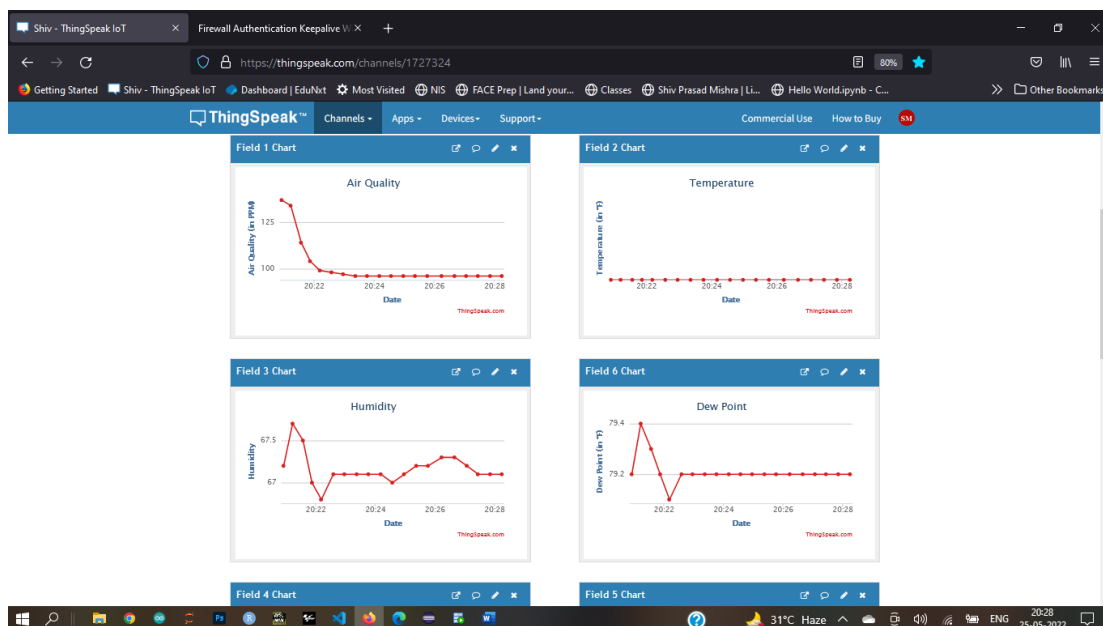 Shiv - ThingSpeak IoT
Firewall Authentication Keepalive W
https://thingspeak.com/channels/1727324
80%
Getting Started Shiv - ThingSpeak IoT Dashboard | EduNxt Most Visited NIS FACE Prep | Land your... Classes Shiv Prasad Mishra | Li... Hello World.ipynb - C... Other Bookmarks
ThingSpeak™ Channels Apps Devices Support Commercial Use How to Buy SM
Field 1 Chart
Air Quality
Air Quality (in PPM)
125
100
20:22 20:24 20:26 20:28
Date
ThingSpeak.com
Field 2 Chart
Temperature
Temperature (in °F)
20:22 20:24 20:26 20:28
Date
ThingSpeak.com
Field 3 Chart
Humidity
Humidity
67.5
67
20:22 20:24 20:26 20:28
Date
ThingSpeak.com
Field 6 Chart
Dew Point
Dew Point (in °F)
79.4
79.2
20:22 20:24 20:26 20:28
Date
ThingSpeak.com
Field 4 Chart
Field 5 Chart
31°C Haze
ENG
20:28
25-05-2022